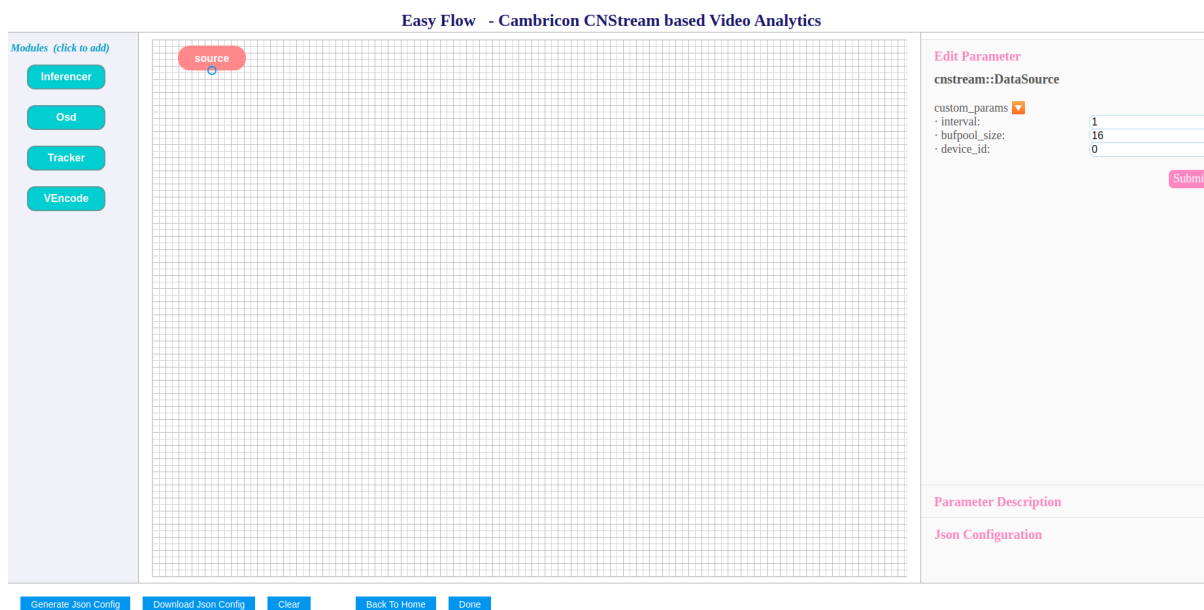 Easy Flow - Cambricon CNStream based Video Analytics
Modules (click to add)
Inferencer
Osd
Tracker
VEncode
source
Edit Parameter
cnstream::DataSource
custom_params
· interval: 1
· bufpool_size: 16
· device_id: 0
Submi
Parameter Description
Json Configuration
Generate Json Config Download Json Config Clear Back To Home Done